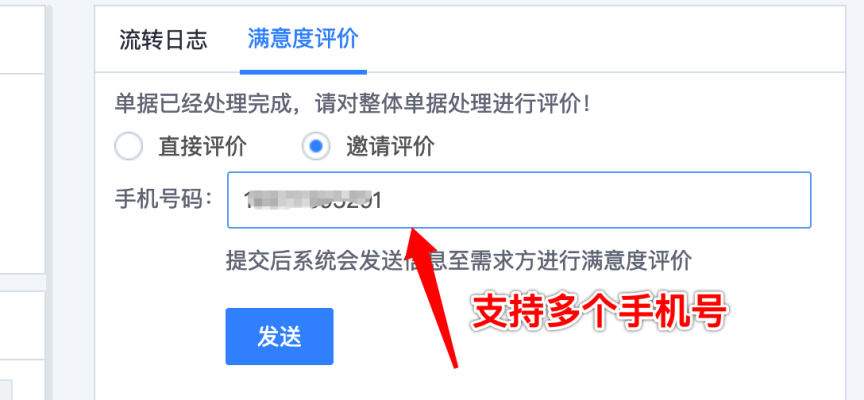 流转日志 满意度评价
单据已经处理完成，请对整体单据处理进行评价！
直接评价 邀请评价
手机号码：
提交后系统会发送信息至需求方进行满意度评价
支持多个手机号
发送